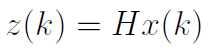 z(k) = Hx(k)